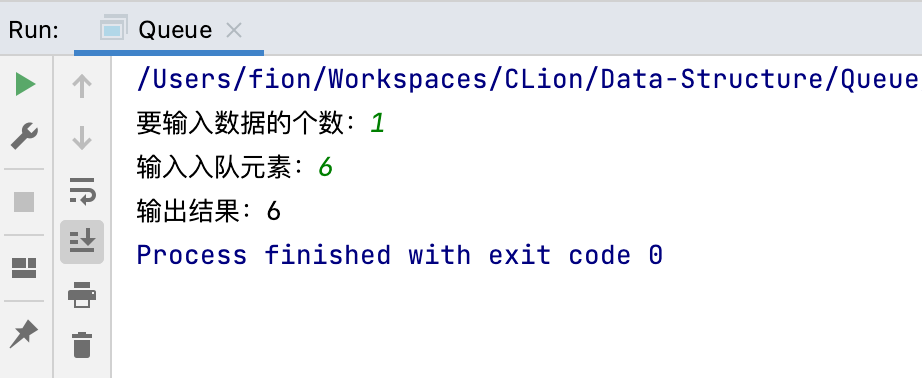 Run: Queue
/Users/fion/Workspaces/CLion/Data-Structure/Queue
要输入数据的个数：1
输入入队元素：6
输出结果：6
Process finished with exit code 0